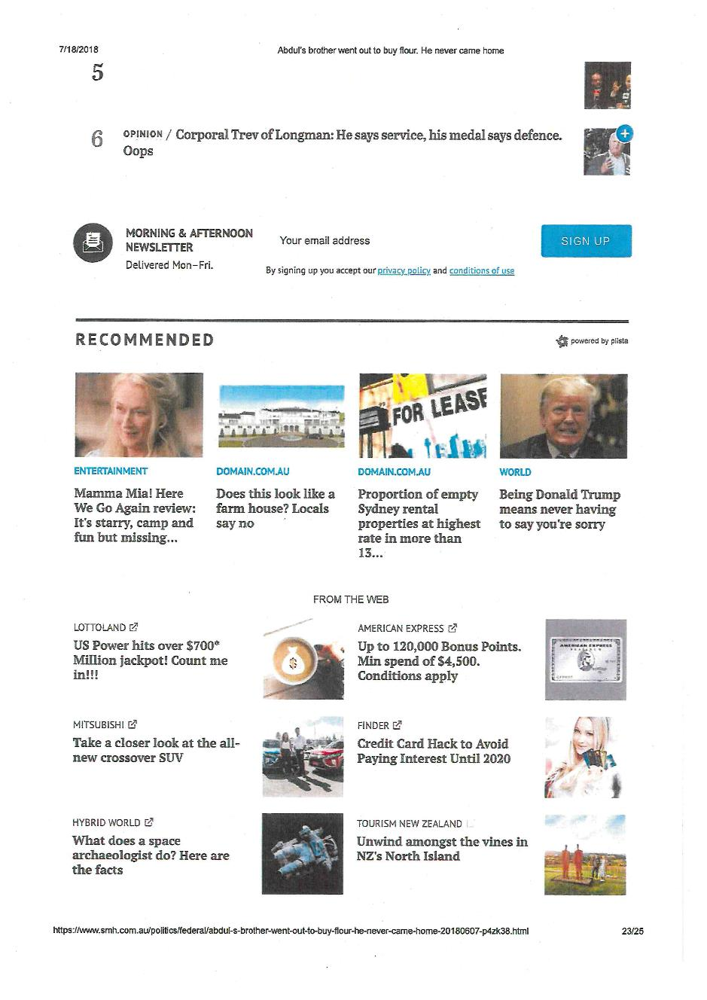 7/18/2018 Abdul's brother went out to buy flour. He never came home
5
6 OPINION / Corporal Trev of Longman: He says service, his medal says defence.
Oops
MORNING & AFTERNOON
NEWSLETTER
Delivered Mon–Fri.
Your email address
SIGN UP
By signing up you accept our privacy policy and conditions of use
RECOMMENDED
powered by plista
FOR LEASE
ENTERTAINMENT
Mamma Mia! Here
We Go Again review:
It's starry, camp and
fun but missing...
DOMAIN.COM.AU
Does this look like a
farm house? Locals
say no
DOMAIN.COM.AU
Proportion of empty
Sydney rental
properties at highest
rate in more than
13...
WORLD
Being Donald Trump
means never having
to say you're sorry
FROM THE WEB
LOTTOLAND
US Power hits over $700*
Million jackpot! Count me
in!!!
$
AMERICAN EXPRESS
Up to 120,000 Bonus Points.
Min spend of $4,500.
Conditions apply
AMERICAN EXPRESS
MITSUBISHI
Take a closer look at the all-
new crossover SUV
FINDER
Credit Card Hack to Avoid
Paying Interest Until 2020
HYBRID WORLD
What does a space
archaeologist do? Here are
the facts
TOURISM NEW ZEALAND
Unwind amongst the vines in
NZ's North Island
https://www.smh.com.au/politics/federal/abdul-s-brother-went-out-to-buy-flour-he-never-came-home-20180607-p4zk38.html 23/25